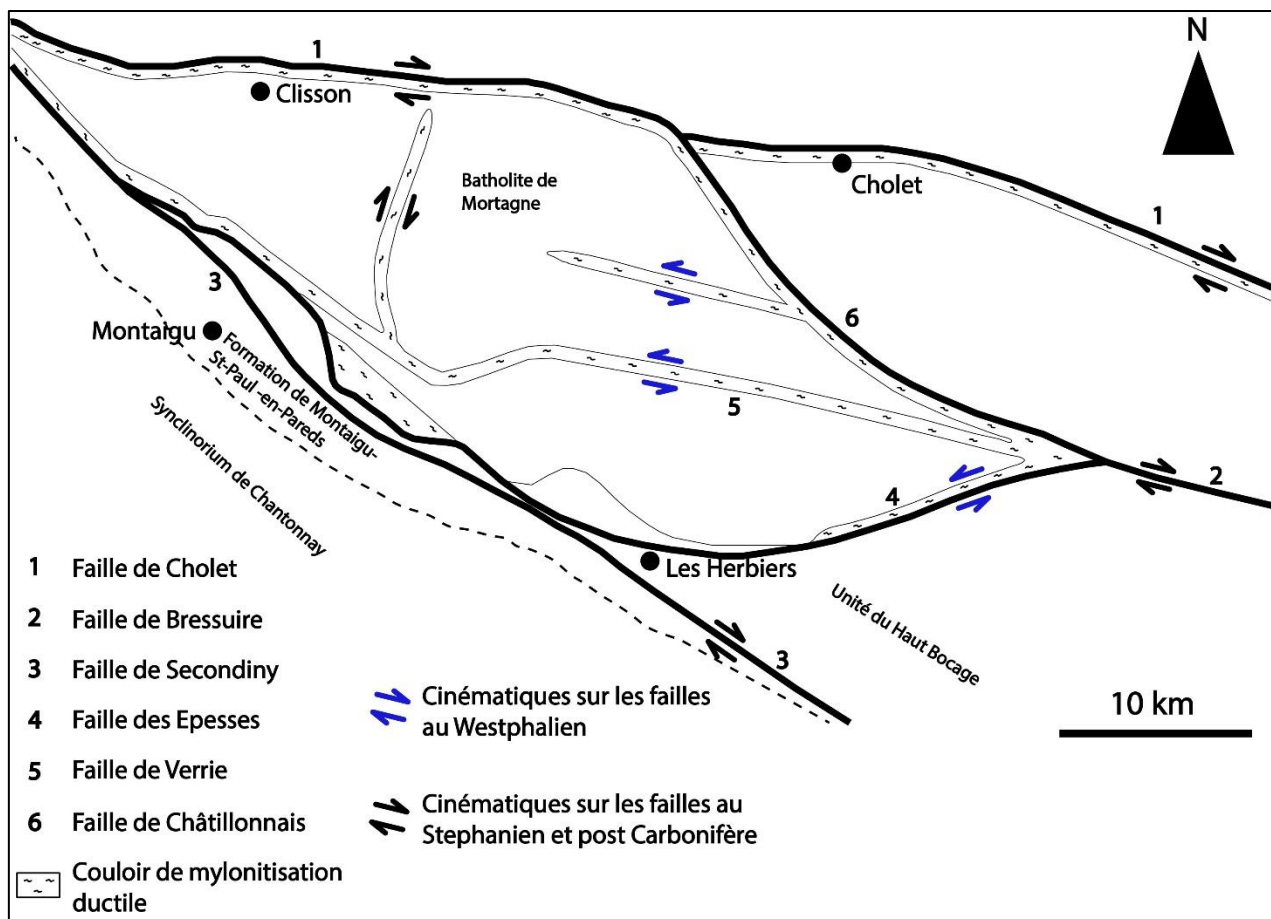 N
1
Clisson
Batholite de
Mortagne
Cholet
1
3
6
Montaigu
Formation de Montaigu-
St-Paul -en-Pareds
Synclinorium de Chantonnay
5
4
2
Les Herbiers
Unité du Haut Bocage
3
1 Faille de Cholet
2 Faille de Bressuire
3 Faille de Secondiny
4 Faille des Epesses
5 Faille de Verrie
6 Faille de Châtillonnais
Couloir de mylonitisation
ductile
Cinématiques sur les failles
au Westphalien
Cinématiques sur les failles au
Stephanien et post Carbonifère
10 km